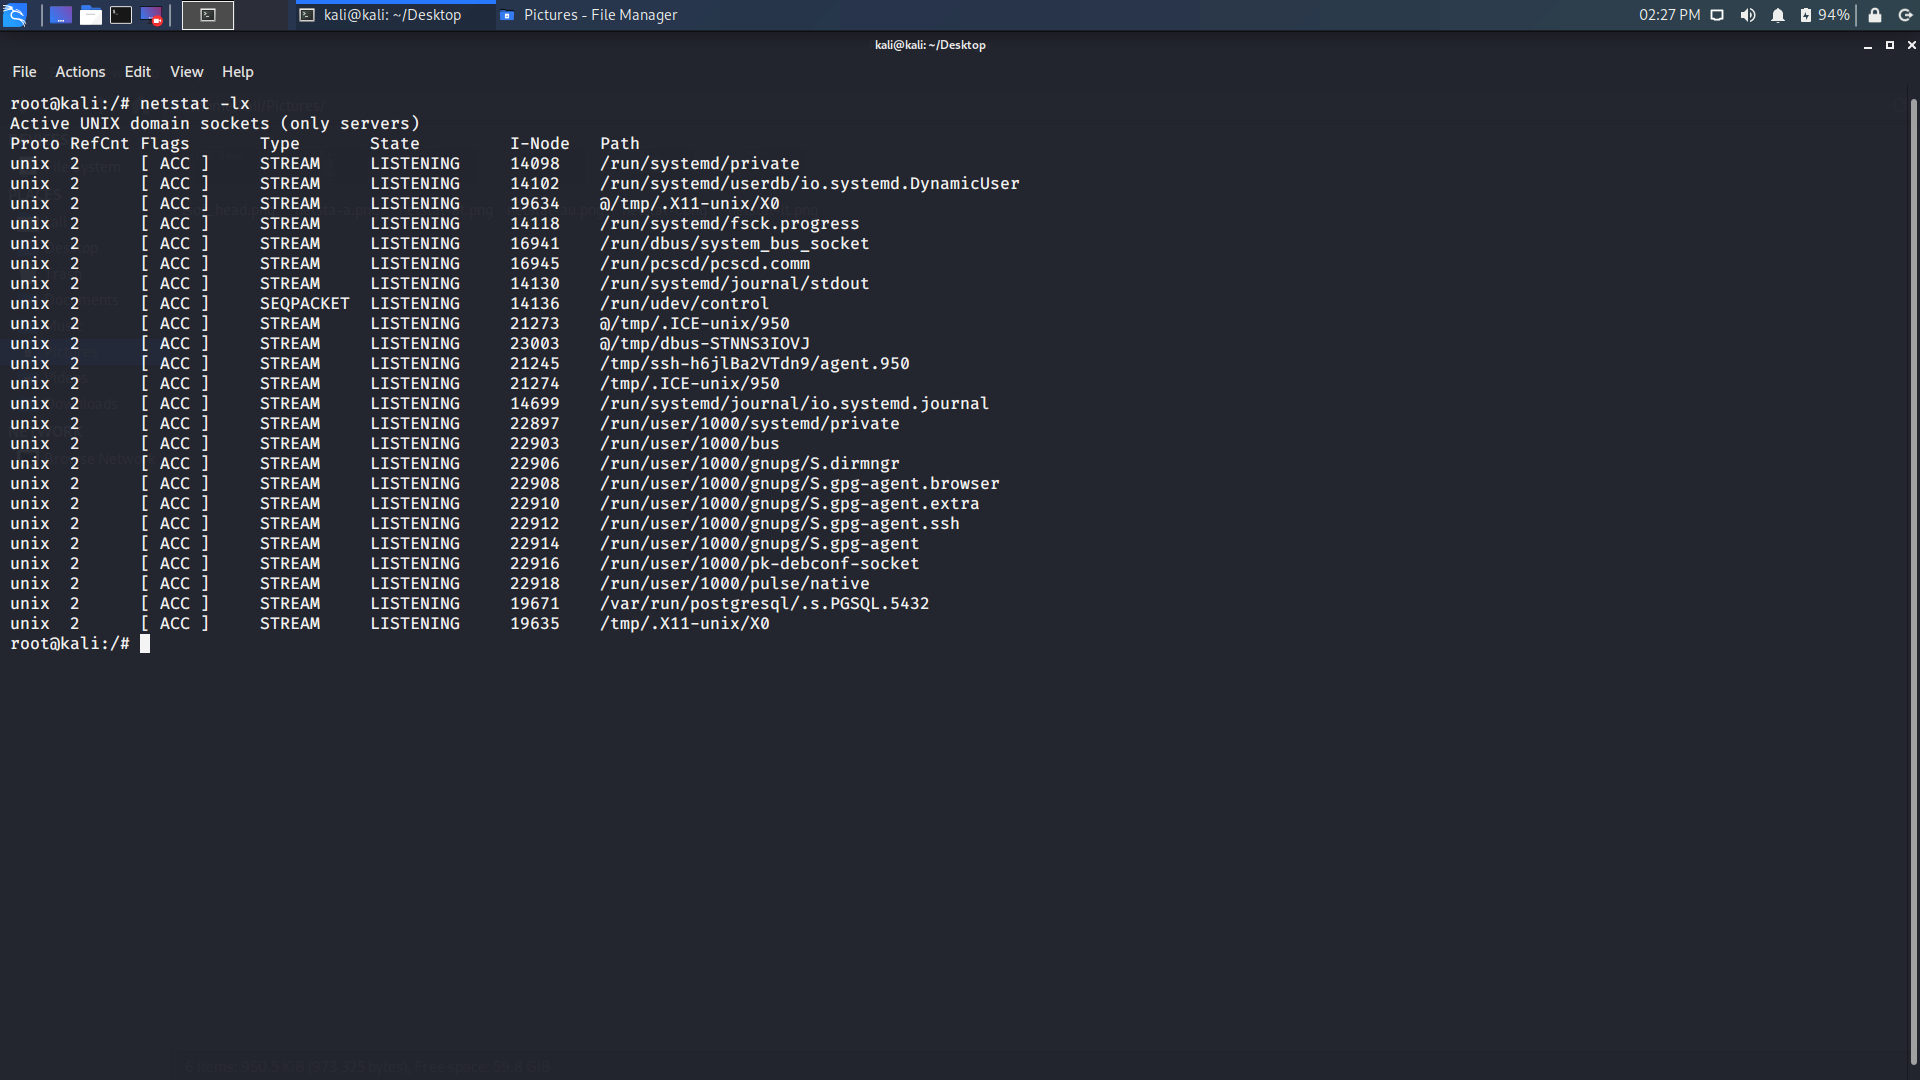 kali@kali: ~/Desktop
Pictures - File Manager
02:27 PM
94%
kali@kali: ~/Desktop
File Actions Edit View Help
root@kali:/# netstat -lx
Active UNIX domain sockets (only servers)
Proto RefCnt Flags       Type       State         I-Node   Path
unix  2      [ ACC ]     STREAM     LISTENING     14098    /run/systemd/private
unix  2      [ ACC ]     STREAM     LISTENING     14102    /run/systemd/userdb/io.systemd.DynamicUser
unix  2      [ ACC ]     STREAM     LISTENING     19634    @/tmp/.X11-unix/X0
unix  2      [ ACC ]     STREAM     LISTENING     14118    /run/systemd/fsck.progress
unix  2      [ ACC ]     STREAM     LISTENING     16941    /run/dbus/system_bus_socket
unix  2      [ ACC ]     STREAM     LISTENING     16945    /run/pcscd/pcscd.comm
unix  2      [ ACC ]     STREAM     LISTENING     14130    /run/systemd/journal/stdout
unix  2      [ ACC ]     SEQPACKET  LISTENING     14136    /run/udev/control
unix  2      [ ACC ]     STREAM     LISTENING     21273    @/tmp/.ICE-unix/950
unix  2      [ ACC ]     STREAM     LISTENING     23003    @/tmp/dbus-STNNS3IOVJ
unix  2      [ ACC ]     STREAM     LISTENING     21245    /tmp/ssh-h6jlBa2VTdn9/agent.950
unix  2      [ ACC ]     STREAM     LISTENING     21274    /tmp/.ICE-unix/950
unix  2      [ ACC ]     STREAM     LISTENING     14699    /run/systemd/journal/io.systemd.journal
unix  2      [ ACC ]     STREAM     LISTENING     22897    /run/user/1000/systemd/private
unix  2      [ ACC ]     STREAM     LISTENING     22903    /run/user/1000/bus
unix  2      [ ACC ]     STREAM     LISTENING     22906    /run/user/1000/gnupg/S.dirmngr
unix  2      [ ACC ]     STREAM     LISTENING     22908    /run/user/1000/gnupg/S.gpg-agent.browser
unix  2      [ ACC ]     STREAM     LISTENING     22910    /run/user/1000/gnupg/S.gpg-agent.extra
unix  2      [ ACC ]     STREAM     LISTENING     22912    /run/user/1000/gnupg/S.gpg-agent.ssh
unix  2      [ ACC ]     STREAM     LISTENING     22914    /run/user/1000/gnupg/S.gpg-agent
unix  2      [ ACC ]     STREAM     LISTENING     22916    /run/user/1000/pk-debconf-socket
unix  2      [ ACC ]     STREAM     LISTENING     22918    /run/user/1000/pulse/native
unix  2      [ ACC ]     STREAM     LISTENING     19671    /var/run/postgresql/.s.PGSQL.5432
unix  2      [ ACC ]     STREAM     LISTENING     19635    /tmp/.X11-unix/X0
root@kali:/#